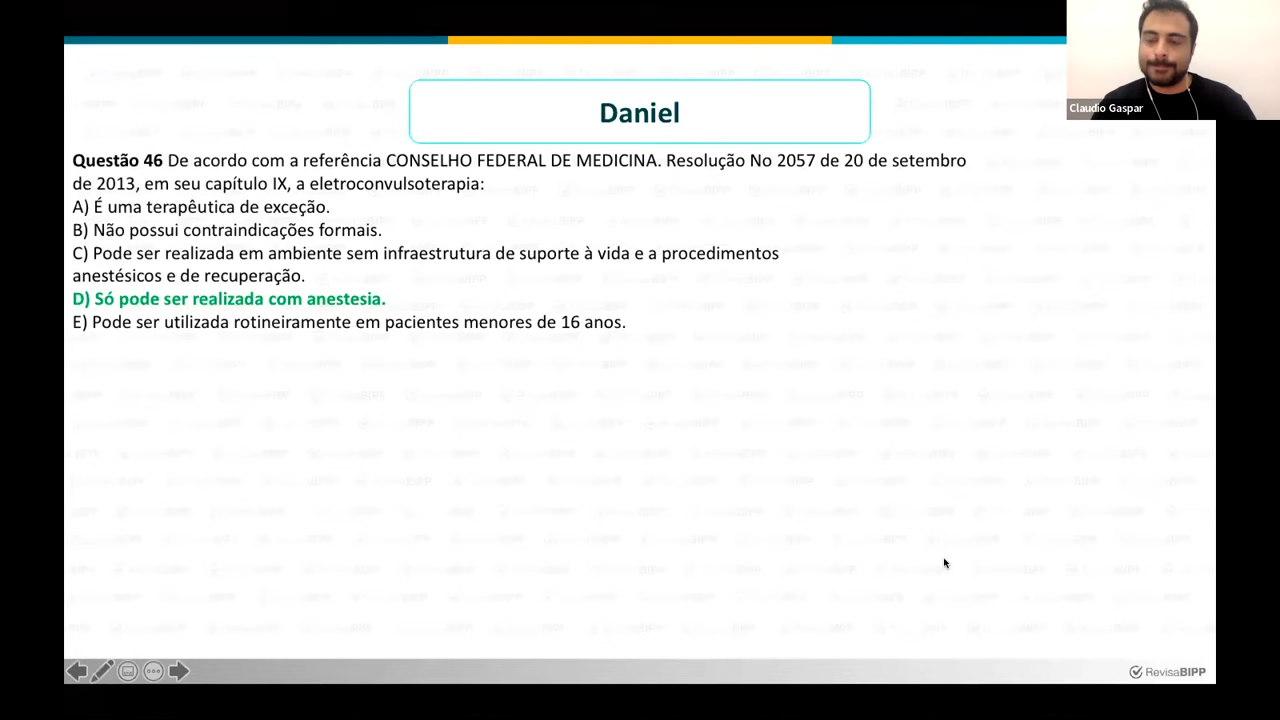 Claudio Gaspar
Daniel
Questão 46 De acordo com a referência CONSELHO FEDERAL DE MEDICINA. Resolução No 2057 de 20 de setembro
de 2013, em seu capítulo IX, a eletroconvulsoterapia:
A) É uma terapêutica de exceção.
B) Não possui contraindicações formais.
C) Pode ser realizada em ambiente sem infraestrutura de suporte à vida e a procedimentos
anestésicos e de recuperação.
D) Só pode ser realizada com anestesia.
E) Pode ser utilizada rotineiramente em pacientes menores de 16 anos.
RevisaBIPP